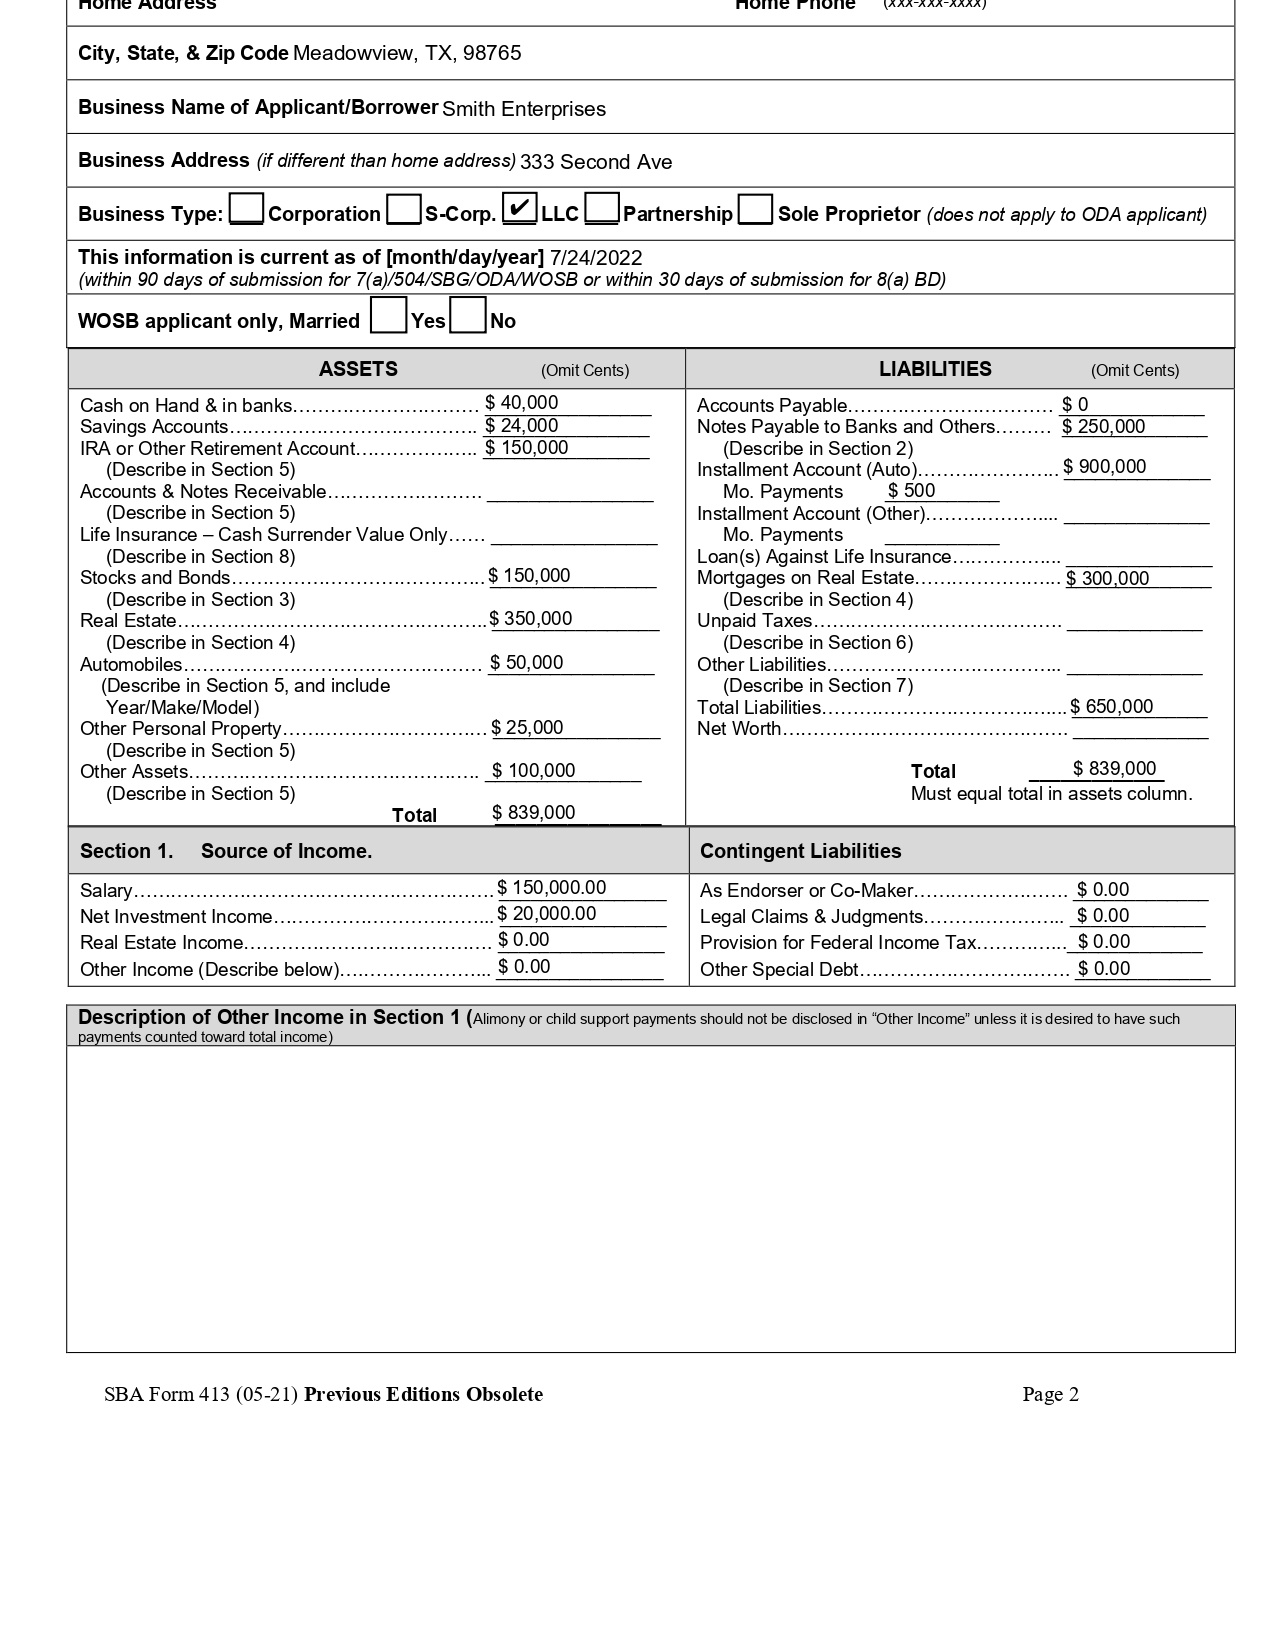 Home Address Home Phone (xxx-xxx-xxxx)
City, State, & Zip Code Meadowview, TX, 98765
Business Name of Applicant/Borrower Smith Enterprises
Business Address (if different than home address) 333 Second Ave
Business Type: Corporation S-Corp. ✔ LLC Partnership Sole Proprietor (does not apply to ODA applicant)
This information is current as of [month/day/year] 7/24/2022
(within 90 days of submission for 7(a)/504/SBG/ODA/WOSB or within 30 days of submission for 8(a) BD)
WOSB applicant only, Married Yes No
ASSETS (Omit Cents)
Cash on Hand & in banks…………………………… $ 40,000
Savings Accounts…………………………………….. $ 24,000
IRA or Other Retirement Account………………….. $ 150,000
(Describe in Section 5)
Accounts & Notes Receivable……………………… ________________
(Describe in Section 5)
Life Insurance – Cash Surrender Value Only…… ________________
(Describe in Section 8)
Stocks and Bonds…………………………………….. $ 150,000
(Describe in Section 3)
Real Estate…………………………………………….. $ 350,000
(Describe in Section 4)
Automobiles…………………………………………… $ 50,000
(Describe in Section 5, and include
Year/Make/Model)
Other Personal Property……………………………… $ 25,000
(Describe in Section 5)
Other Assets………………………………………….. $ 100,000
(Describe in Section 5)
Total $ 839,000
LIABILITIES (Omit Cents)
Accounts Payable……………………………… $ 0
Notes Payable to Banks and Others……… $ 250,000
(Describe in Section 2)
Installment Account (Auto)………………….. $ 900,000
Mo. Payments $ 500
Installment Account (Other)……………….... _____________
Mo. Payments ___________
Loan(s) Against Life Insurance…………….. _____________
Mortgages on Real Estate………………….. $ 300,000
(Describe in Section 4)
Unpaid Taxes…………………………………… _____________
(Describe in Section 6)
Other Liabilities……………………………….. _____________
(Describe in Section 7)
Total Liabilities…………………………………. $ 650,000
Net Worth……………………………………… _____________
Total $ 839,000
Must equal total in assets column.
Section 1. Source of Income.
Salary……………………………………………… $ 150,000.00
Net Investment Income…………………………….. $ 20,000.00
Real Estate Income………………………………… $ 0.00
Other Income (Describe below)………………….. $ 0.00
Contingent Liabilities
As Endorser or Co-Maker…………………… $ 0.00
Legal Claims & Judgments………………….. $ 0.00
Provision for Federal Income Tax………….. $ 0.00
Other Special Debt…………………………… $ 0.00
Description of Other Income in Section 1 (Alimony or child support payments should not be disclosed in “Other Income” unless it is desired to have such
payments counted toward total income)
SBA Form 413 (05-21) Previous Editions Obsolete Page 2